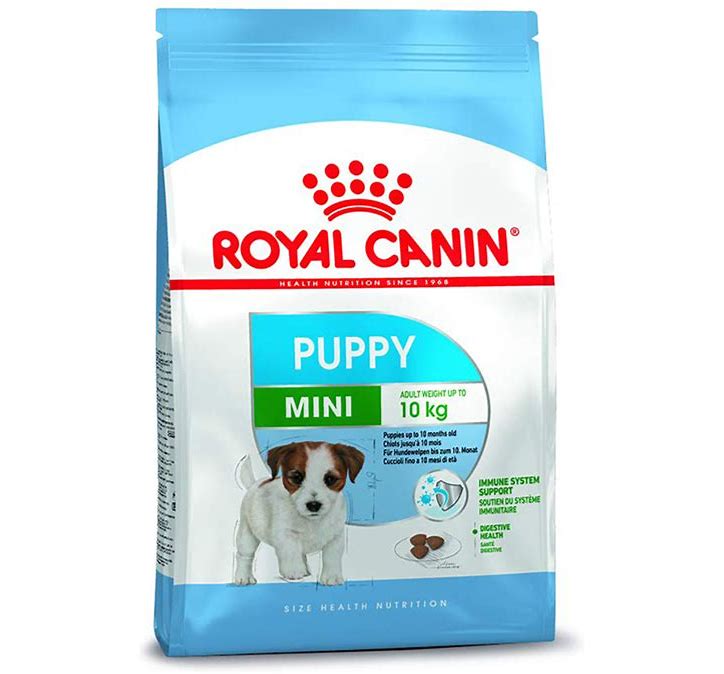 ROYAL CANIN®
HEALTH NUTRITION SINCE 1968
PUPPY
MINI
ADULT WEIGHT UP TO
10 kg
Puppies up to 10 months old
Chiots jusqu'à 10 mois
Für Hundewelpen bis zum 10. Monat
Cuccioli fino a 10 mesi di età
IMMUNE SYSTEM
SUPPORT
SOUTIEN DU SYSTÈME
IMMUNITAIRE
+ DIGESTIVE
HEALTH
SANTÉ
DIGESTIVE
SIZE HEALTH NUTRITION